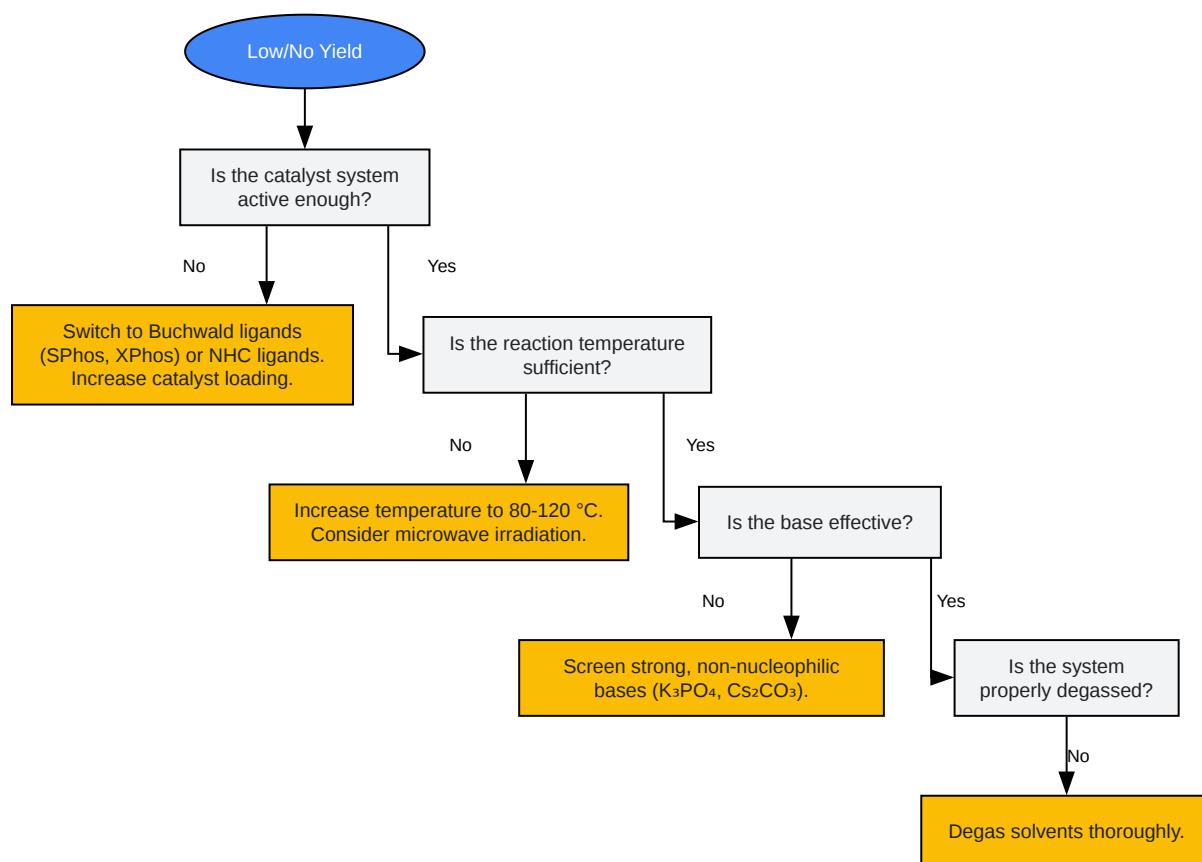 Low/No Yield
Is the catalyst system
active enough?
No
Yes
Switch to Buchwald ligands
(SPhos, XPhos) or NHC ligands.
Increase catalyst loading.
Is the reaction temperature
sufficient?
No
Yes
Increase temperature to 80-120 °C.
Consider microwave irradiation.
Is the base effective?
No
Yes
Screen strong, non-nucleophilic
bases (K₃PO₄, Cs₂CO₃).
Is the system
properly degassed?
No
Degas solvents thoroughly.